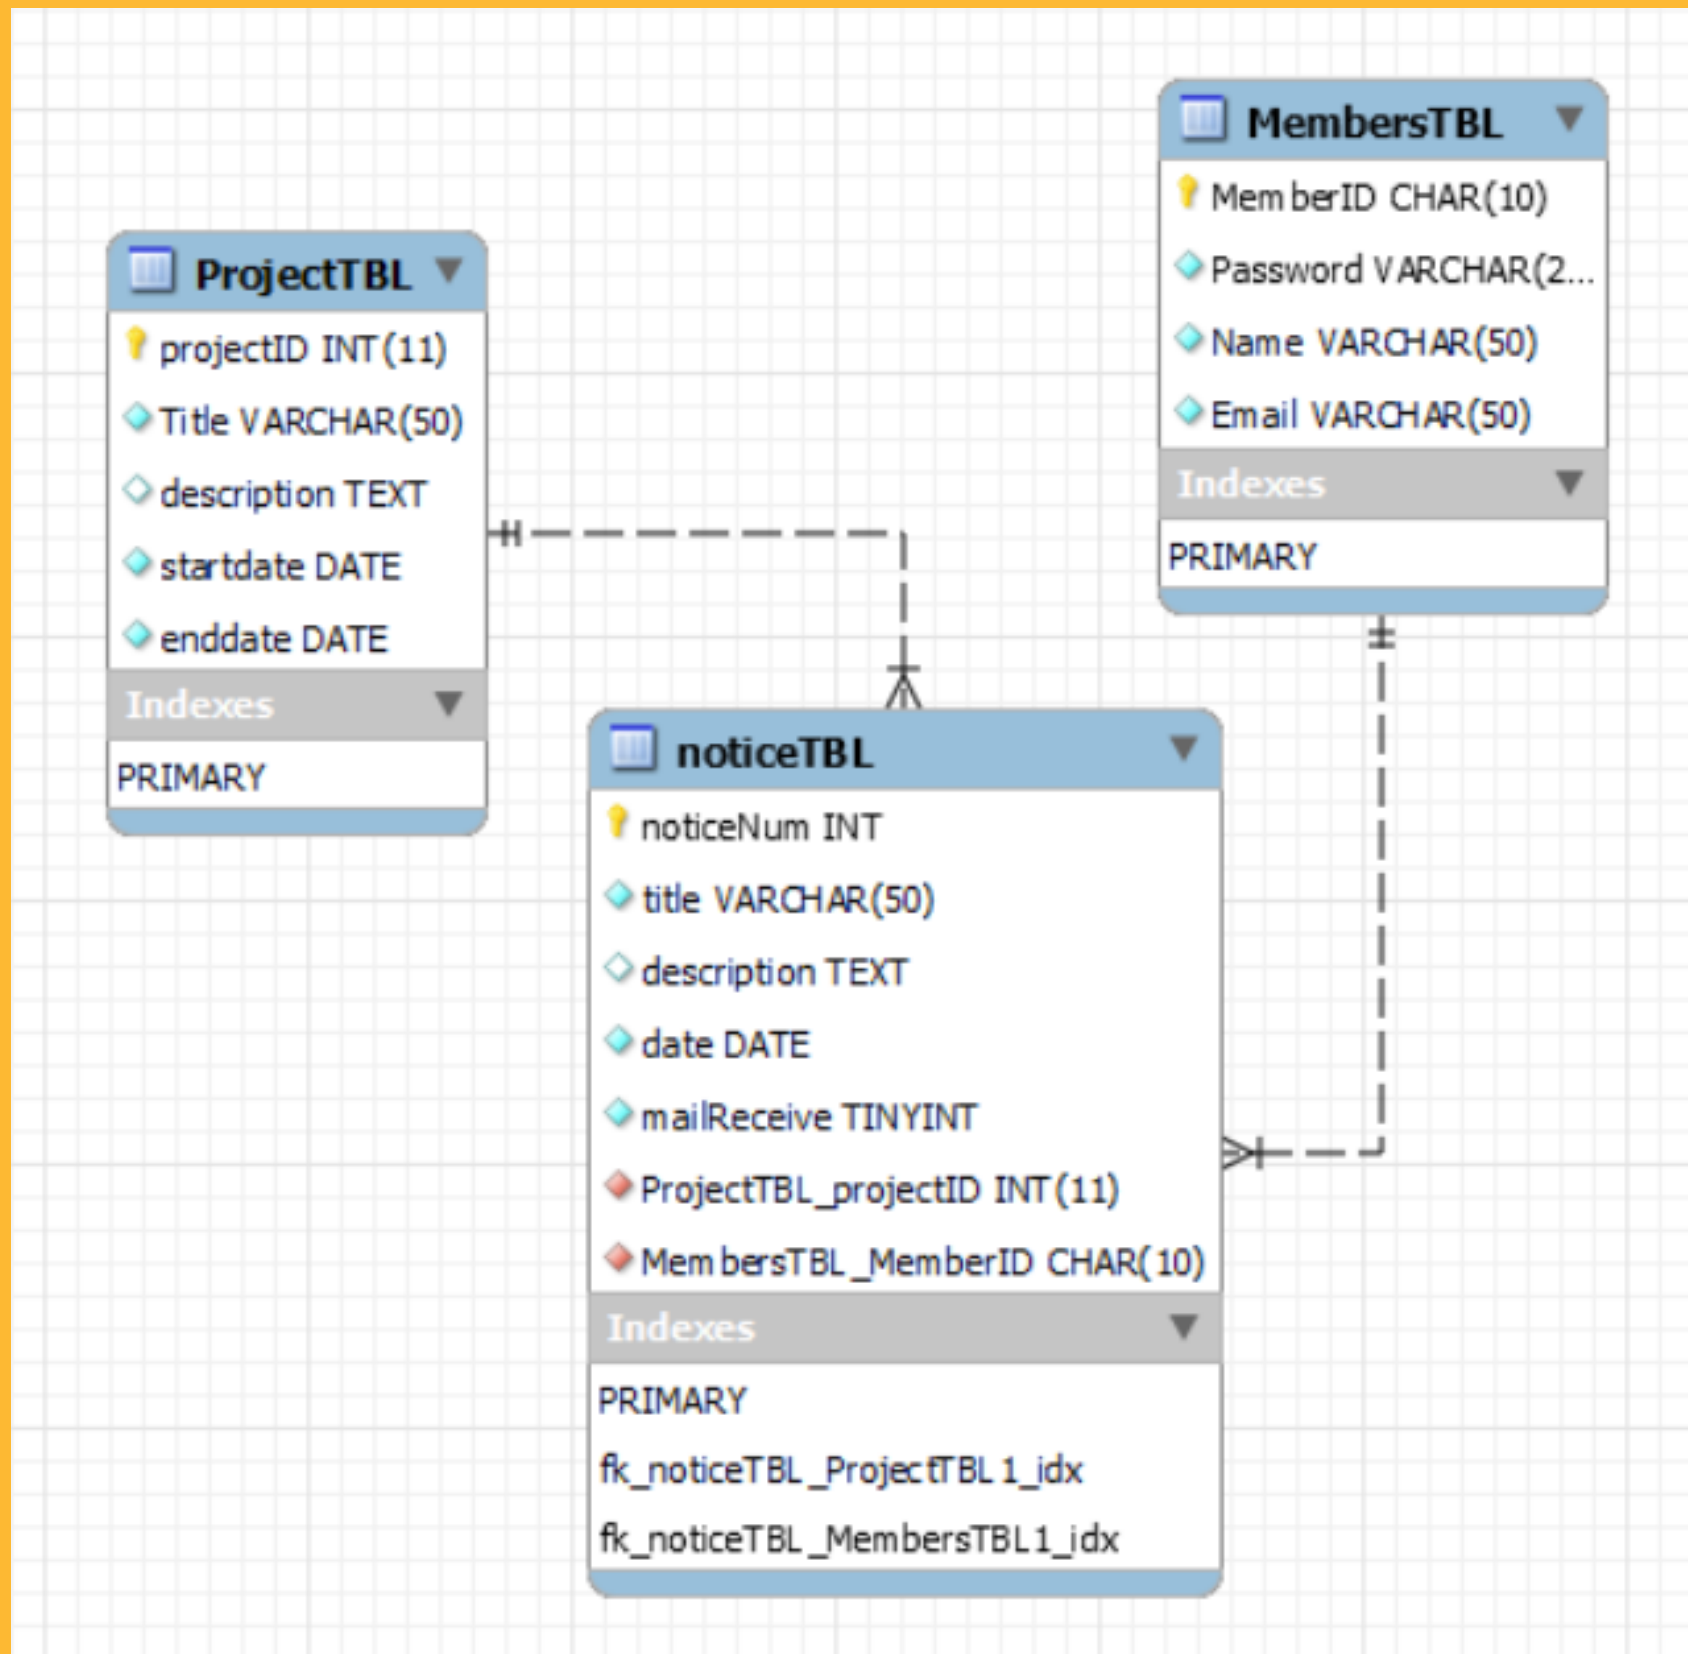 ProjectTBL
projectID INT(11)
Title VARCHAR(50)
description TEXT
startdate DATE
enddate DATE
Indexes
PRIMARY
MembersTBL
MemberID CHAR(10)
Password VARCHAR(2...
Name VARCHAR(50)
Email VARCHAR(50)
Indexes
PRIMARY
noticeTBL
noticeNum INT
title VARCHAR(50)
description TEXT
date DATE
mailReceive TINYINT
ProjectTBL_projectID INT(11)
MembersTBL_MemberID CHAR(10)
Indexes
PRIMARY
fk_noticeTBL_ProjectTBL1_idx
fk_noticeTBL_MembersTBL1_idx